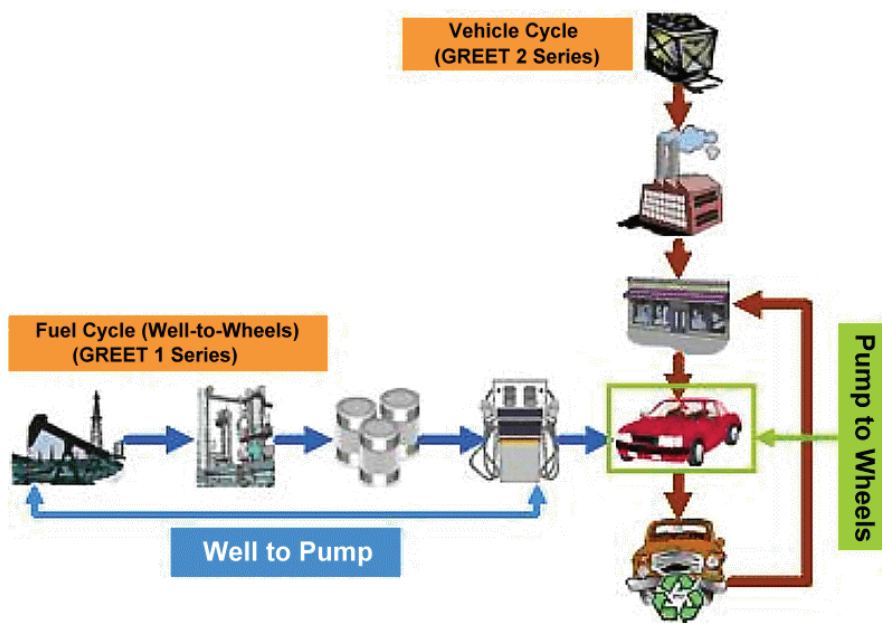 Vehicle Cycle
(GREET 2 Series)
Fuel Cycle (Well-to-Wheels)
(GREET 1 Series)
Well to Pump
Pump to Wheels